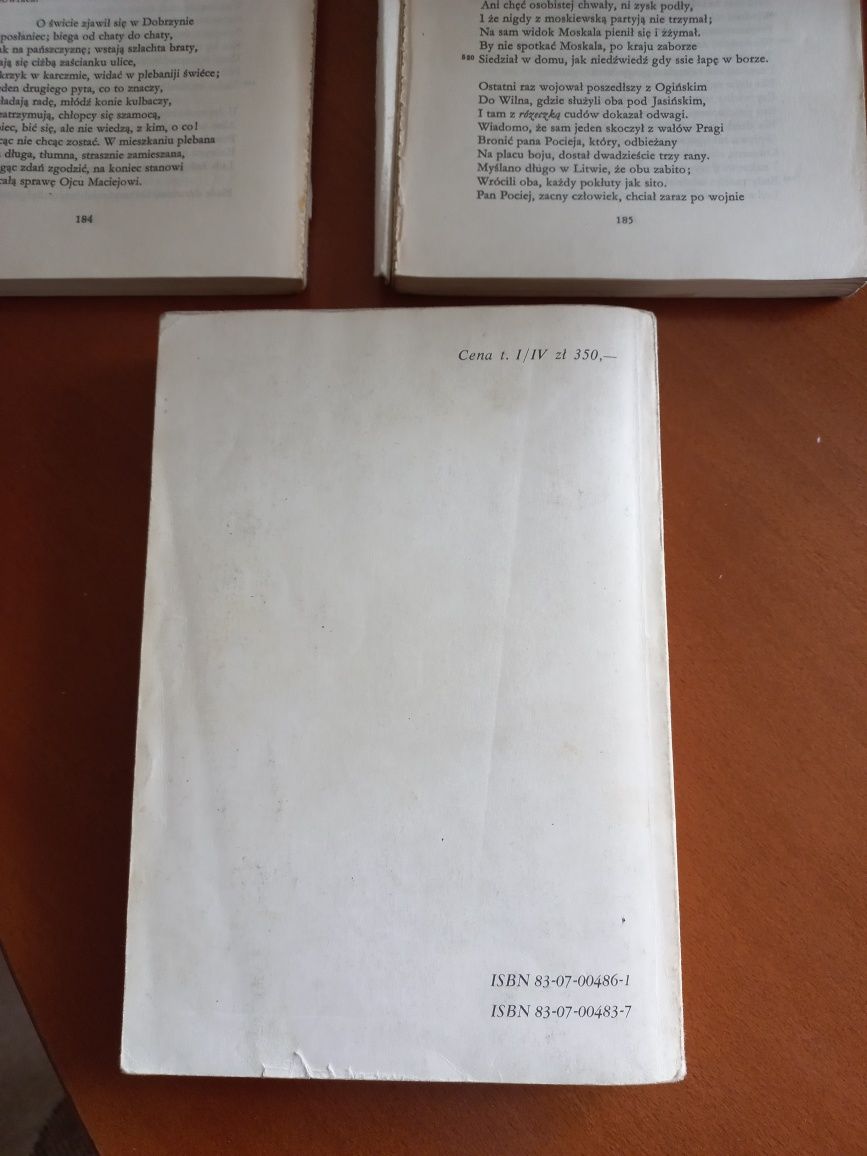 O świcie zjawił się w Dobrzynie
posłaniec; biega od chaty do chaty,
ak na pańszczyznę; wstają szlachta braty,
ają się ciżbą zaścianku ulice,
krzyk w karczmie, widać w plebaniji świéce;
eden drugiego pyta, co to znaczy,
ładają radę, młódź konie kulbaczy,
zatrzymują, chłopcy się szamocą,
iec, bić się, ale nie wiedzą, z kim, o co!
cąc nie chcąc zostać. W mieszkaniu plebana
długa, tłumna, strasznie zamieszana,
gąc zdań zgodzić, na koniec stanowi
całą sprawę Ojcu Maciejowi.
184
Ani chęć osobistej chwały, ni zysk podły,
I że nigdy z moskiewską partyją nie trzymał;
Na sam widok Moskala pienił się i żżymał.
By nie spotkać Moskala, po kraju zaborze
520 Siedział w domu, jak niedźwiedź gdy ssie łapę w borze.
Ostatni raz wojował poszedłszy z Ogińskim
Do Wilna, gdzie służyli oba pod Jasińskim,
I tam z rózeczką cudów dokazał odwagi.
Wiadomo, że sam jeden skoczył z wałów Pragi
Bronić pana Pocieja, który, odbieżany
Na placu boju, dostał dwadzieście trzy rany.
Myślano długo w Litwie, że obu zabito;
Wrócili oba, każdy pokłuty jak sito.
Pan Pociej, zacny człowiek, chciał zaraz po wojnie
185
Cena t. I/IV zł 350,—
ISBN 83-07-00486-1
ISBN 83-07-00483-7